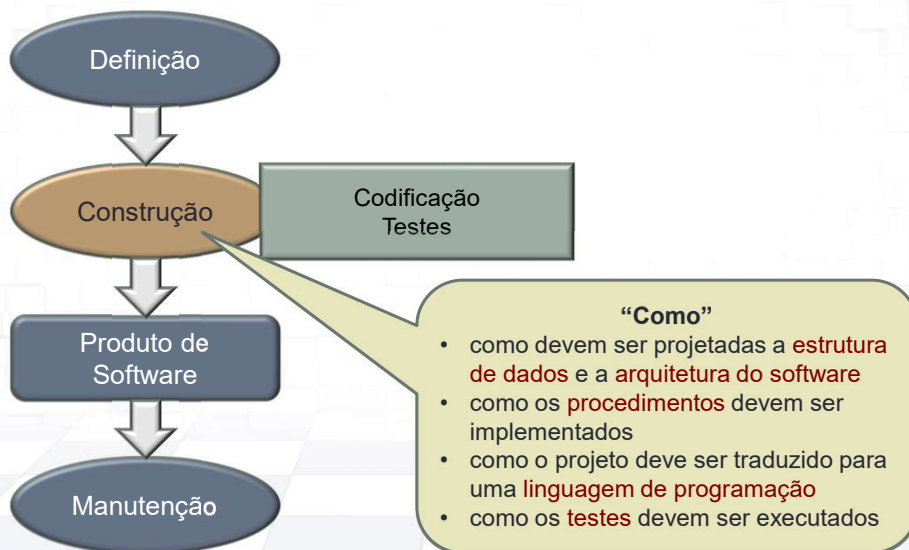 Definição
Construção
Codificação
Testes
Produto de
Software
Manutenção
“Como”
• como devem ser projetadas a estrutura
de dados e a arquitetura do software
• como os procedimentos devem ser
implementados
• como o projeto deve ser traduzido para
uma linguagem de programação
• como os testes devem ser executados